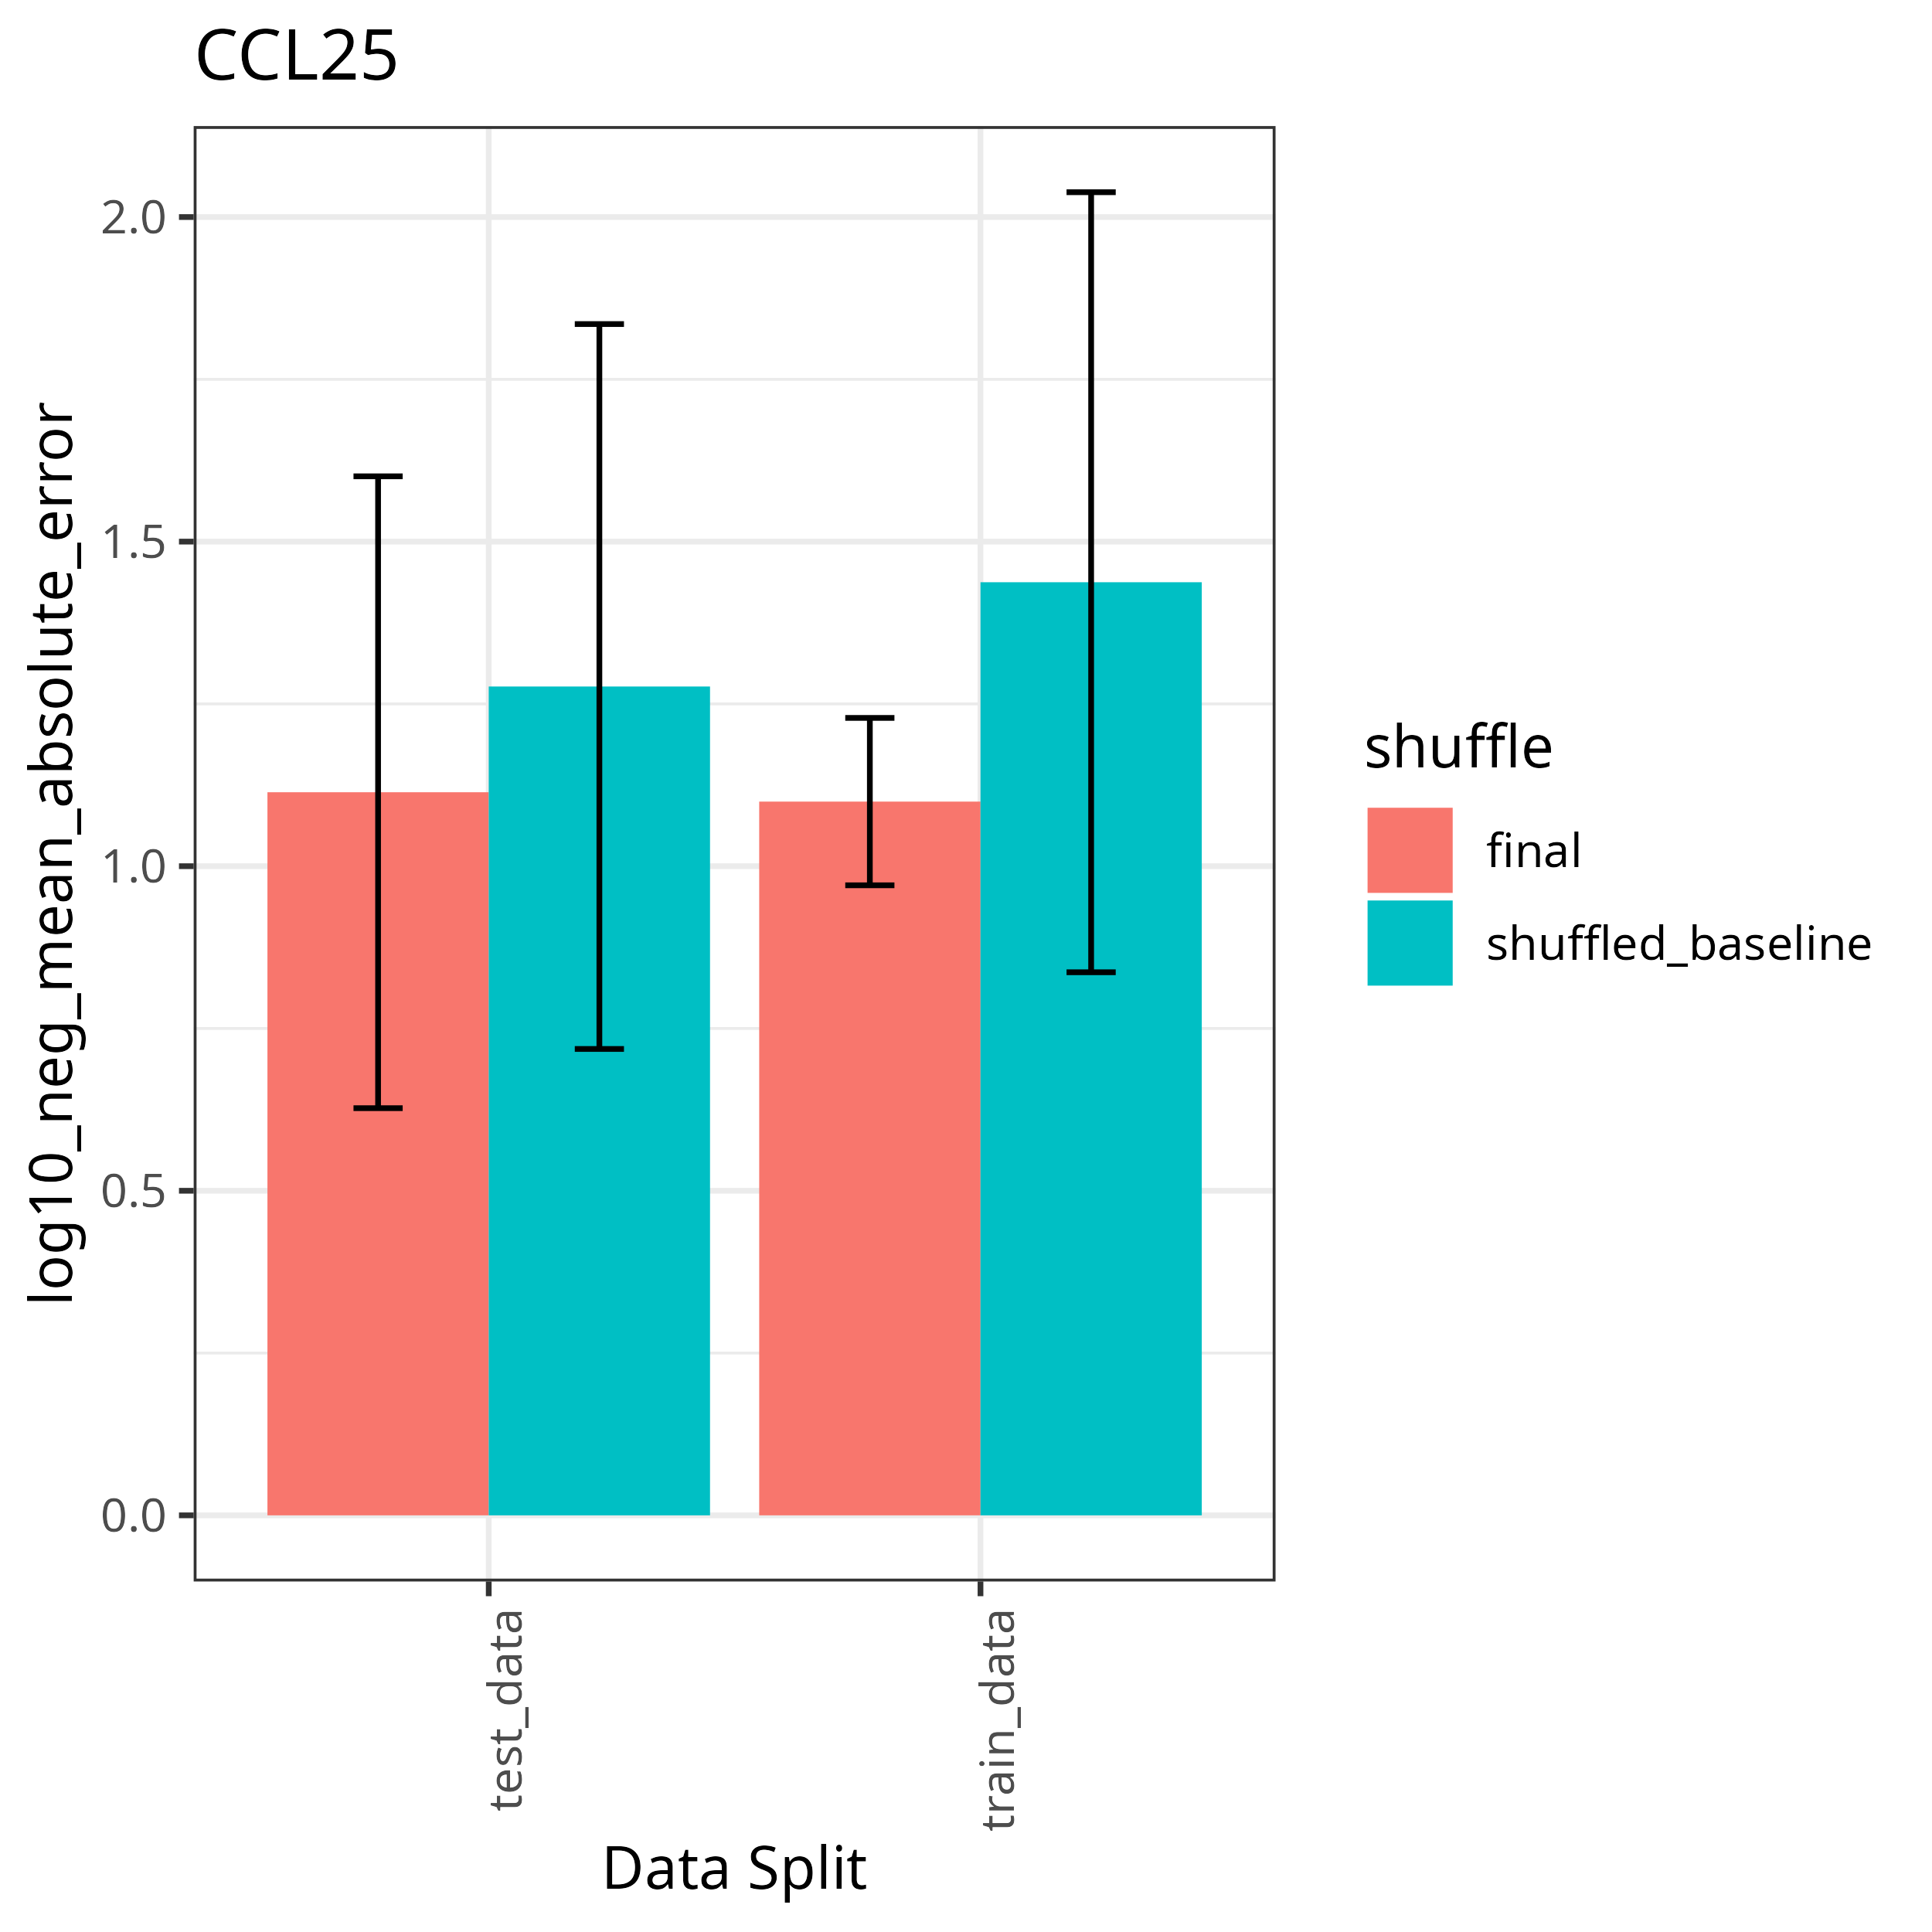 CCL25
log10_neg_mean_absolute_error
2.0
1.5
1.0
0.5
0.0
test_data
train_data
Data Split
shuffle
final
shuffled_baseline